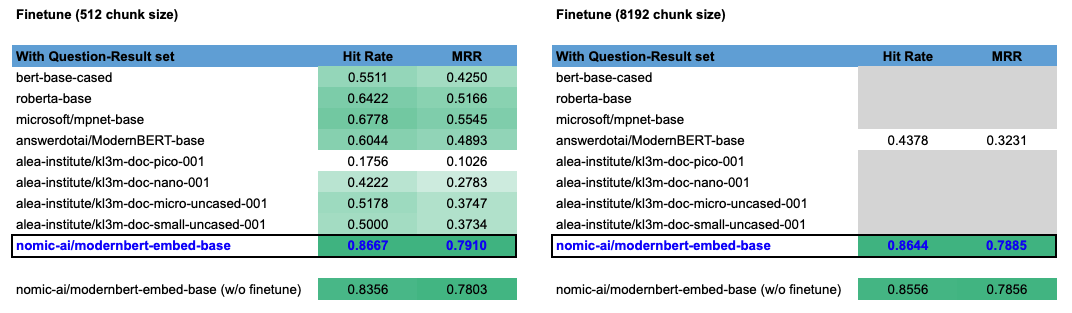 Finetune (512 chunk size)
With Question-Result set Hit Rate MRR
bert-base-cased 0.5511 0.4250
roberta-base 0.6422 0.5166
microsoft/mpnet-base 0.6778 0.5545
answerdotai/ModernBERT-base 0.6044 0.4893
alea-institute/kl3m-doc-pico-001 0.1756 0.1026
alea-institute/kl3m-doc-nano-001 0.4222 0.2783
alea-institute/kl3m-doc-micro-uncased-001 0.5178 0.3747
alea-institute/kl3m-doc-small-uncased-001 0.5000 0.3734
nomic-ai/modernbert-embed-base 0.8667 0.7910
nomic-ai/modernbert-embed-base (w/o finetune) 0.8356 0.7803
Finetune (8192 chunk size)
With Question-Result set Hit Rate MRR
bert-base-cased
roberta-base
microsoft/mpnet-base
answerdotai/ModernBERT-base 0.4378 0.3231
alea-institute/kl3m-doc-pico-001
alea-institute/kl3m-doc-nano-001
alea-institute/kl3m-doc-micro-uncased-001
alea-institute/kl3m-doc-small-uncased-001
nomic-ai/modernbert-embed-base 0.8644 0.7885
nomic-ai/modernbert-embed-base (w/o finetune) 0.8556 0.7856